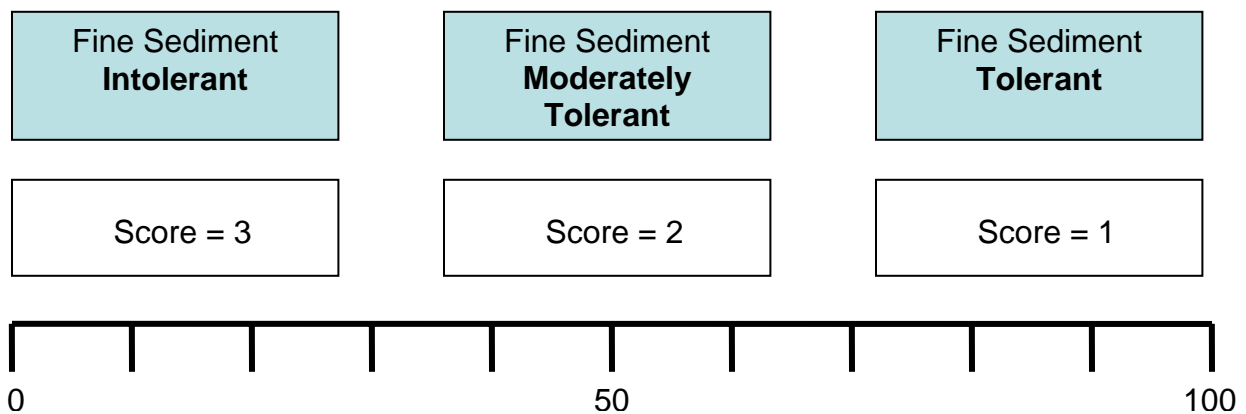 Fine Sediment
Intolerant
Fine Sediment
Moderately
Tolerant
Fine Sediment
Tolerant
Score = 3
Score = 2
Score = 1
0
50
100